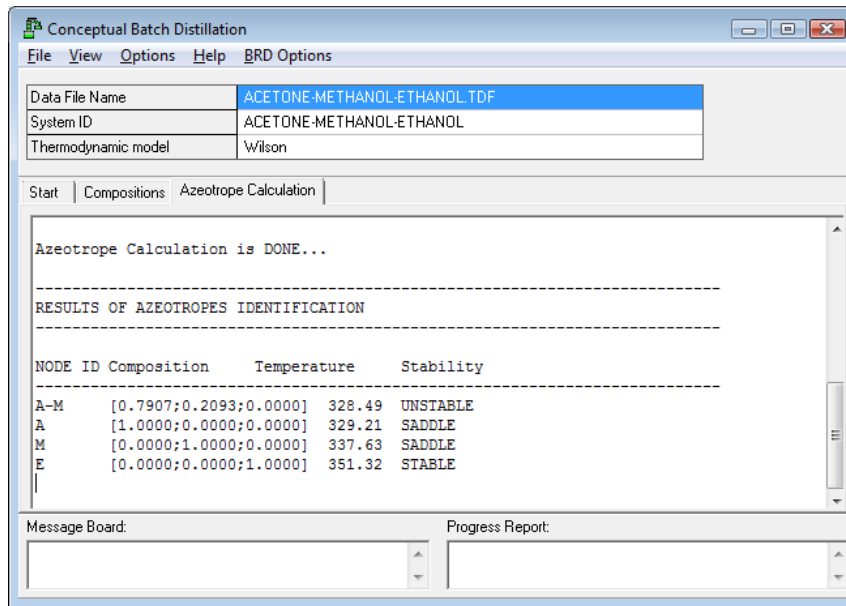 Conceptual Batch Distillation
File View Options Help BRD Options
Data File Name ACETONE-METHANOL-ETHANOL.TDF
System ID ACETONE-METHANOL-ETHANOL
Thermodynamic model Wilson
Start Compositions Azeotrope Calculation
Azeotrope Calculation is DONE...
--------------------------------------------------------------------------
RESULTS OF AZEOTROPES IDENTIFICATION
--------------------------------------------------------------------------
NODE ID Composition Temperature Stability
--------------------------------------------------------------------------
A-M [0.7907;0.2093;0.0000] 328.49 UNSTABLE
A [1.0000;0.0000;0.0000] 329.21 SADDLE
M [0.0000;1.0000;0.0000] 337.63 SADDLE
E [0.0000;0.0000;1.0000] 351.32 STABLE
Message Board: Progress Report: